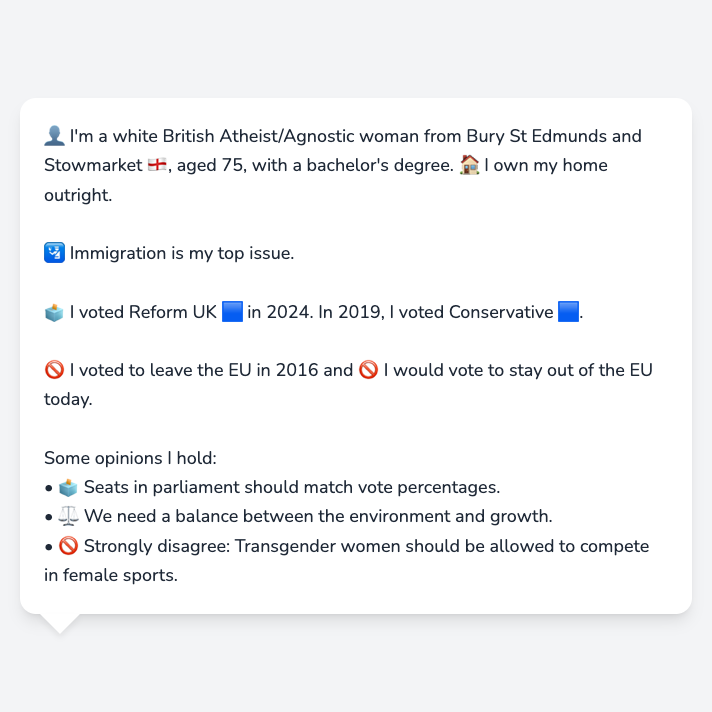 👤 I'm a white British Atheist/Agnostic woman from Bury St Edmunds and
Stowmarket 🏴󠁧󠁢󠁥󠁮󠁧󠁿, aged 75, with a bachelor's degree. 🏠 I own my home
outright.
🛂 Immigration is my top issue.
🗳️ I voted Reform UK 🟦 in 2024. In 2019, I voted Conservative 🟦.
🚫 I voted to leave the EU in 2016 and 🚫 I would vote to stay out of the EU
today.
Some opinions I hold:
• 🗳️ Seats in parliament should match vote percentages.
• ⚖️ We need a balance between the environment and growth.
• 🚫 Strongly disagree: Transgender women should be allowed to compete
in female sports.